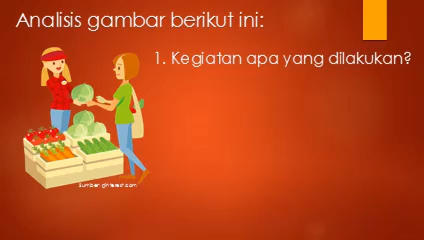 Analisis gambar berikut ini:
1. Kegiatan apa yang dilakukan?
Sumber: pinterest.com